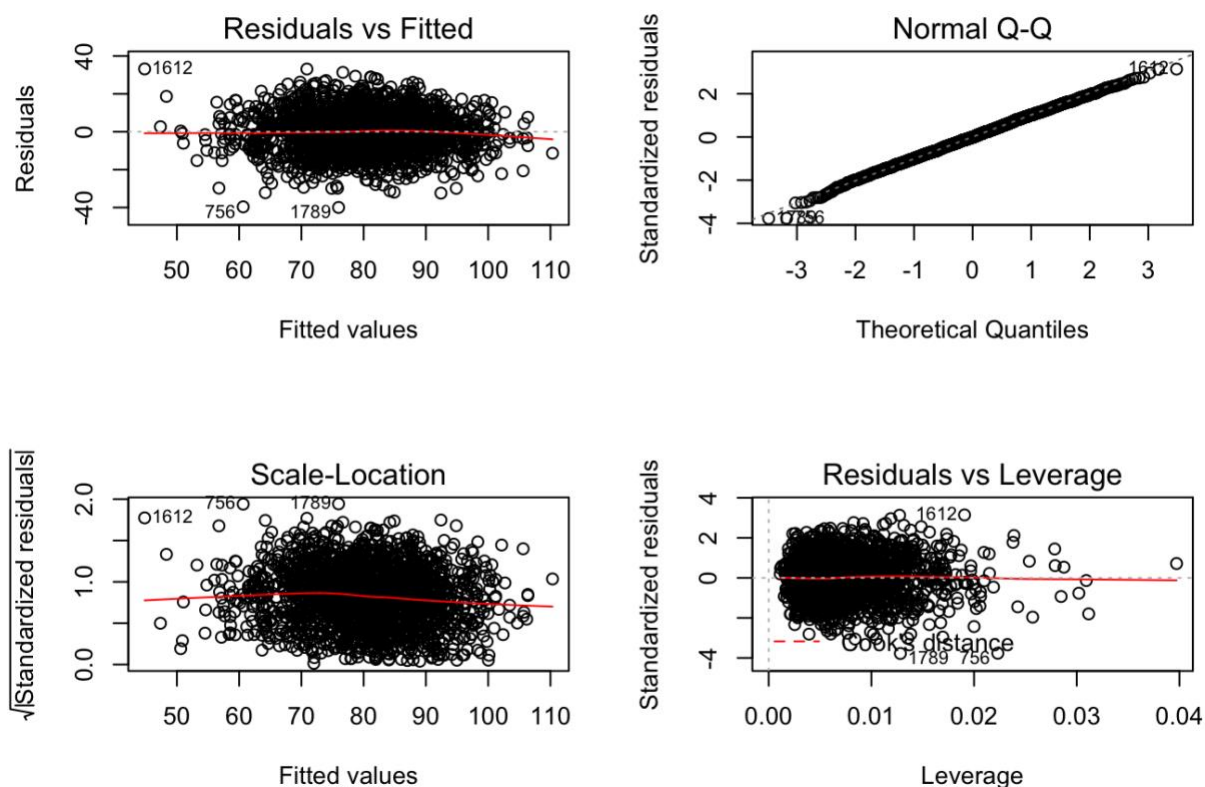 Residuals vs Fitted
Residuals
40
0
-40
1612
756
1789
50 60 70 80 90 100 110
Fitted values
Normal Q-Q
Standardized residuals
2
0
-2
-4
1612
1789
756
-3 -2 -1 0 1 2 3
Theoretical Quantiles
Scale-Location
√|Standardized residuals|
2.0
1.0
0.0
756
1789
1612
50 60 70 80 90 100 110
Fitted values
Residuals vs Leverage
Standardized residuals
4
2
0
-2
-4
1612
Cook's distance
1789 756
0.00 0.01 0.02 0.03 0.04
Leverage